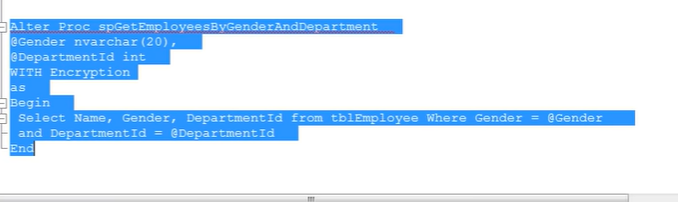 Alter Proc spGetEmployeesByGenderAndDepartment
@Gender nvarchar(20),
@DepartmentId int
WITH Encryption
as
Begin
Select Name, Gender, DepartmentId from tblEmployee Where Gender = @Gender
and DepartmentId = @DepartmentId
End